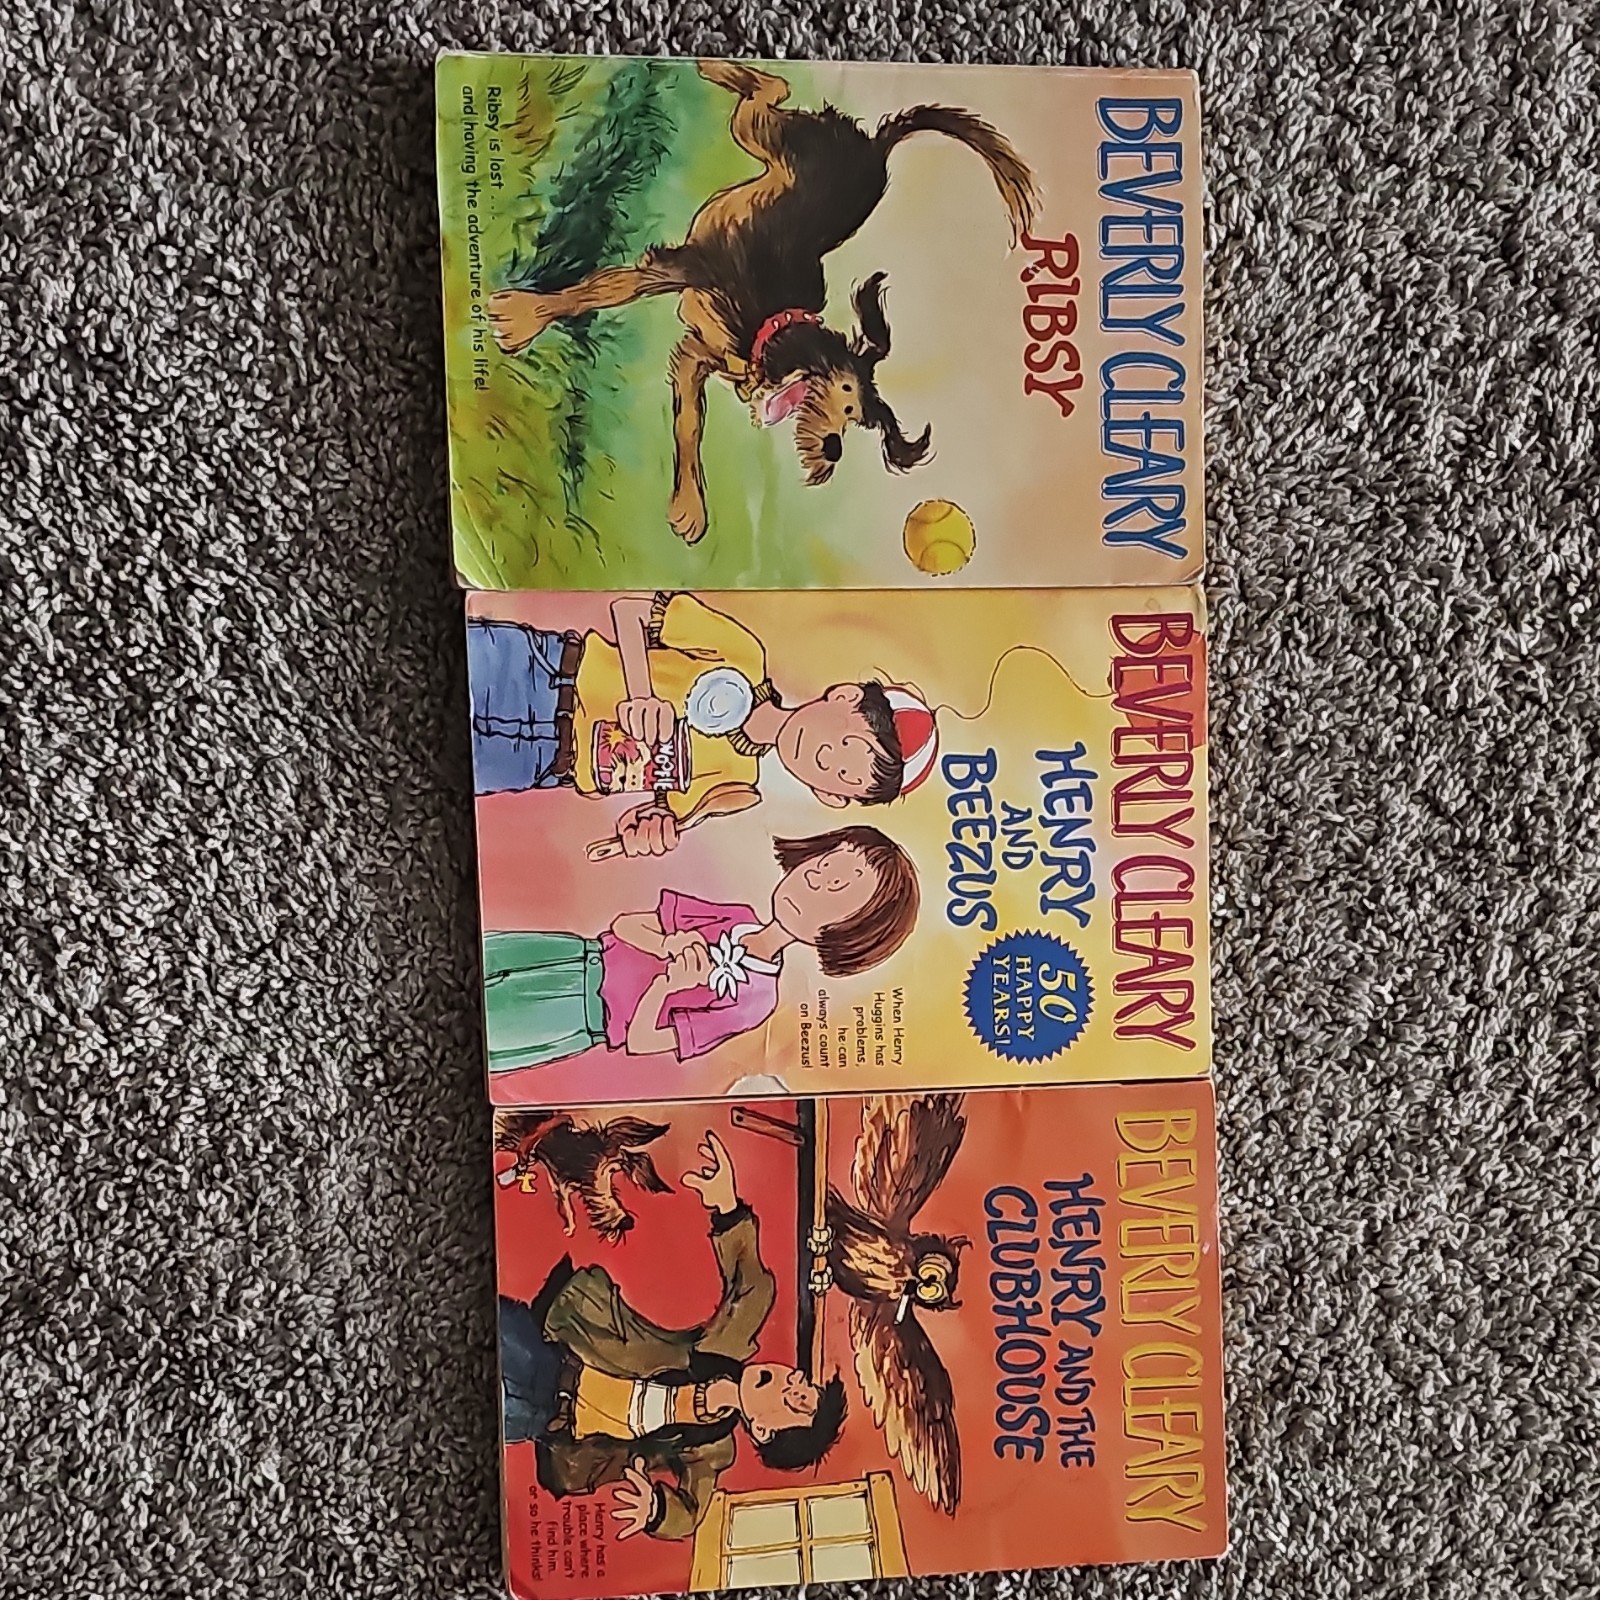 BEVERLY CLEARY
RIBSY
Ribsy is lost . . .
and having the adventure of his life!
BEVERLY CLEARY
HENRY
AND
BEEZUS
50
HAPPY
YEARS!
When Henry
Huggins has
problems,
he can
always count
on Beezus!
BEVERLY CLEARY
HENRY AND THE
CLUBHOUSE
Henry has a
place where
trouble can't
find him.
or so he thinks!